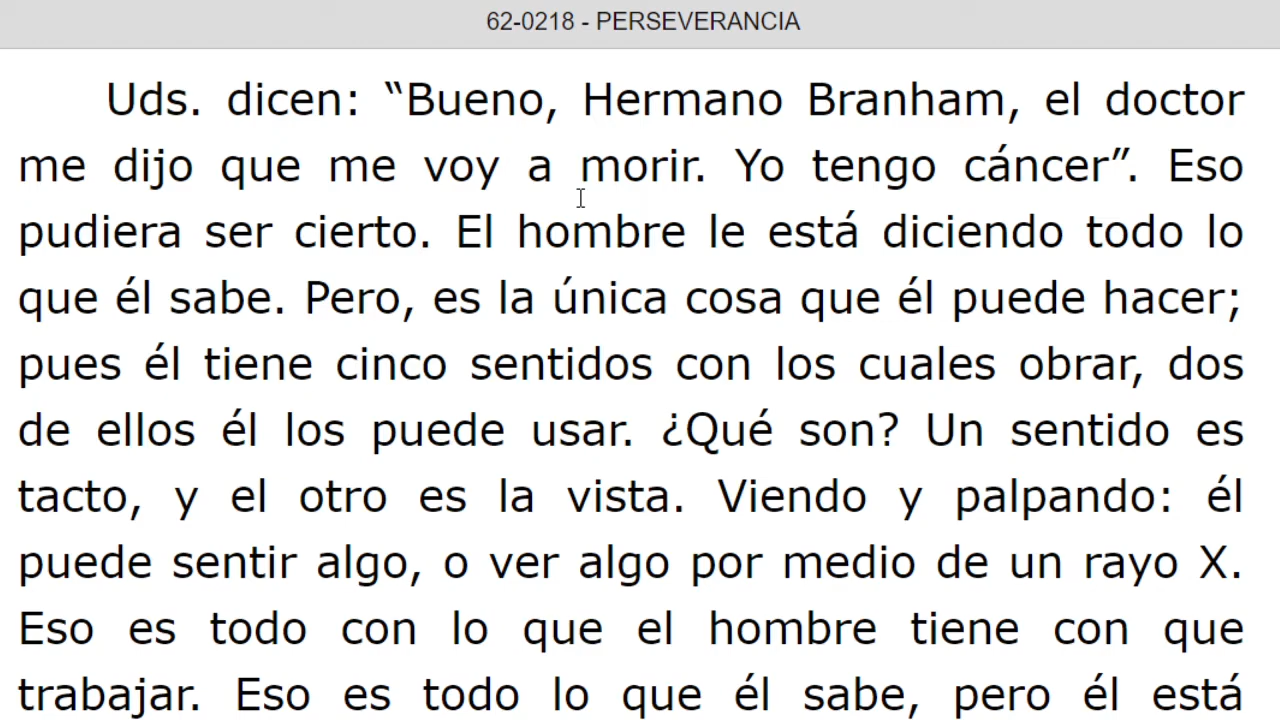 62-0218 - PERSEVERANCIA
Uds. dicen: “Bueno, Hermano Branham, el doctor
me dijo que me voy a morir. Yo tengo cáncer”. Eso
pudiera ser cierto. El hombre le está diciendo todo lo
que él sabe. Pero, es la única cosa que él puede hacer;
pues él tiene cinco sentidos con los cuales obrar, dos
de ellos él los puede usar. ¿Qué son? Un sentido es
tacto, y el otro es la vista. Viendo y palpando: él
puede sentir algo, o ver algo por medio de un rayo X.
Eso es todo con lo que el hombre tiene con que
trabajar. Eso es todo lo que él sabe, pero él está